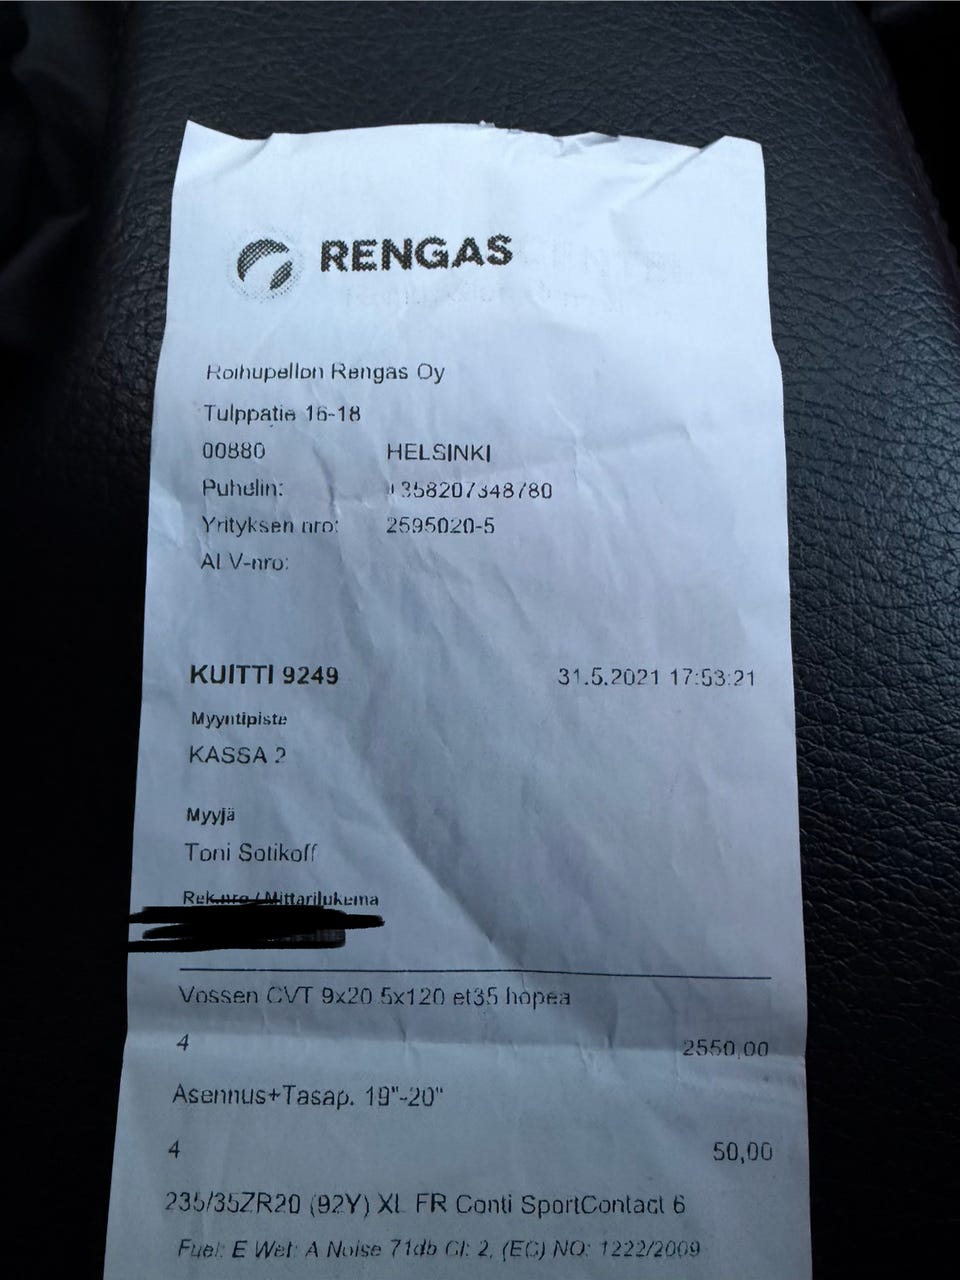 RENGAS
Roihupellon Rengas Oy
Tulppatie 16-18
00880 HELSINKI
Puhelin: +358207348780
Yrityksen nro: 2595020-5
ALV-nro:
KUITTI 9249 31.5.2021 17:53:21
Myyntipiste
KASSA 2
Myyjä
Toni Sotikoff
Rek.nro / Mittarilukema
Vossen CVT 9x20 5x120 et35 hopea
4 2550,00
Asennus+Tasap. 19"-20"
4 50,00
235/35ZR20 (92Y) XL FR Conti SportContact 6
Fuel: E Wet: A Noise 71db Cl: 2, (EC) NO: 1222/2009